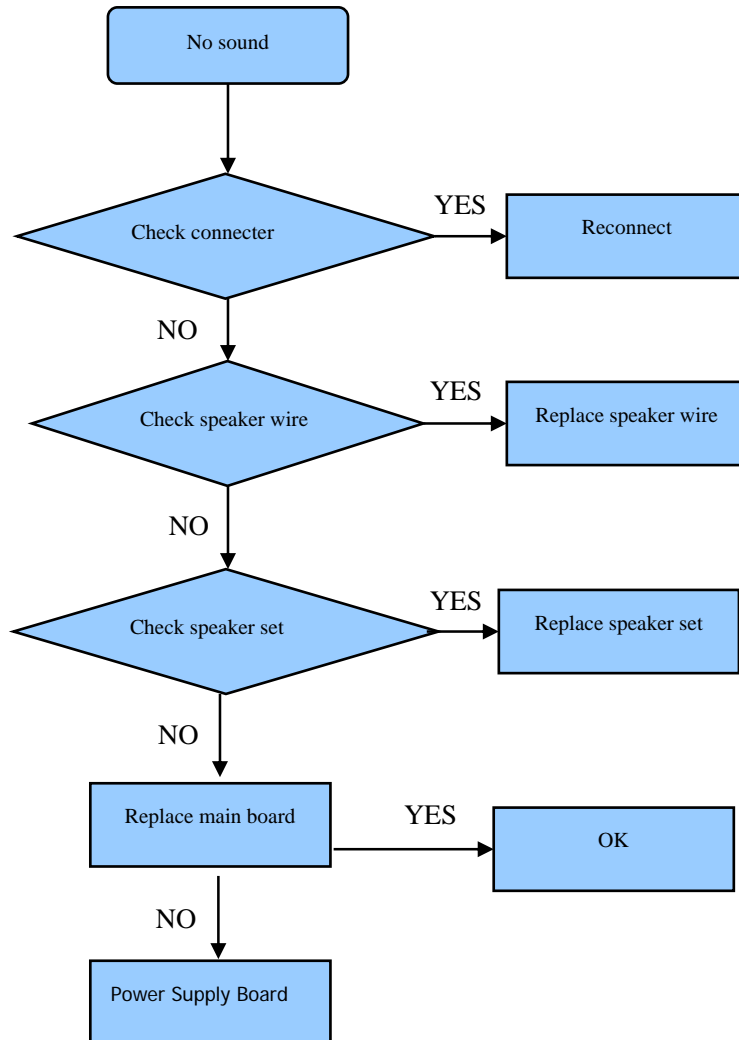 No sound
Check connecter
YES
Reconnect
NO
Check speaker wire
YES
Replace speaker wire
NO
Check speaker set
YES
Replace speaker set
NO
Replace main board
YES
OK
NO
Power Supply Board